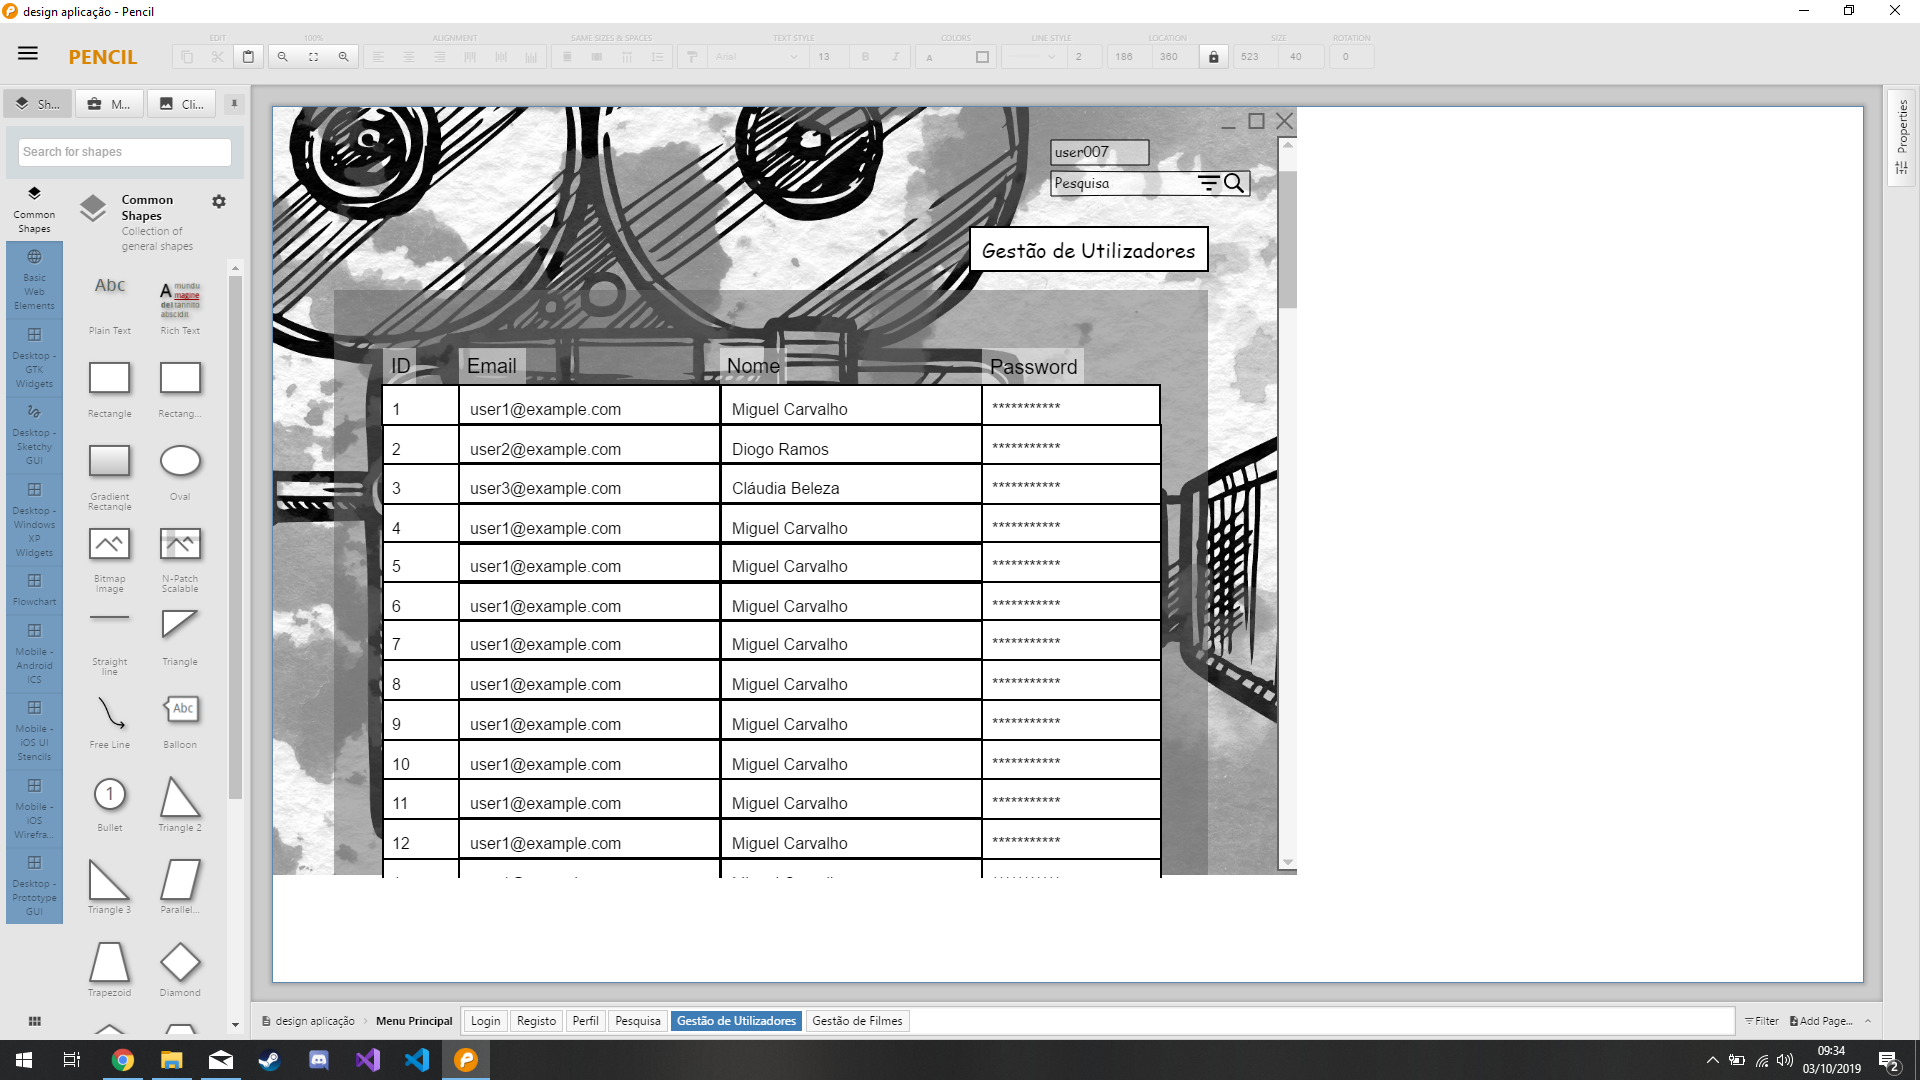 design aplicação - Pencil
PENCIL
EDIT
100%
ALIGNMENT
SAME SIZES & SPACES
TEXT STYLE
COLORS
LINE STYLE
LOCATION
SIZE
ROTATION
Arial
13
B
I
A
2
186
360
523
40
0
Sh...
M...
Cli...
Search for shapes
Properties
Common Shapes
Basic Web Elements
Desktop - GTK Widgets
Desktop - Sketchy GUI
Desktop - Windows XP Widgets
Flowchart
Mobile - Android ICS
Mobile - iOS UI Stencils
Mobile - iOS Wirefra...
Desktop - Prototype GUI
Common Shapes
Collection of general shapes
Abc
Plain Text
A mundu magine del tannito abscidit
Rich Text
Rectangle
Rectang...
Gradient Rectangle
Oval
Bitmap Image
N-Patch Scalable
Straight line
Triangle
Free Line
Abc
Balloon
1
Bullet
Triangle 2
Triangle 3
Parallel...
Trapezoid
Diamond
user007
Pesquisa
Gestão de Utilizadores
ID Email Nome Password
1 user1@example.com Miguel Carvalho ***********
2 user2@example.com Diogo Ramos ***********
3 user3@example.com Cláudia Beleza ***********
4 user1@example.com Miguel Carvalho ***********
5 user1@example.com Miguel Carvalho ***********
6 user1@example.com Miguel Carvalho ***********
7 user1@example.com Miguel Carvalho ***********
8 user1@example.com Miguel Carvalho ***********
9 user1@example.com Miguel Carvalho ***********
10 user1@example.com Miguel Carvalho ***********
11 user1@example.com Miguel Carvalho ***********
12 user1@example.com Miguel Carvalho ***********
design aplicação Menu Principal Login Registo Perfil Pesquisa Gestão de Utilizadores Gestão de Filmes Filter Add Page...
09:34
03/10/2019
2